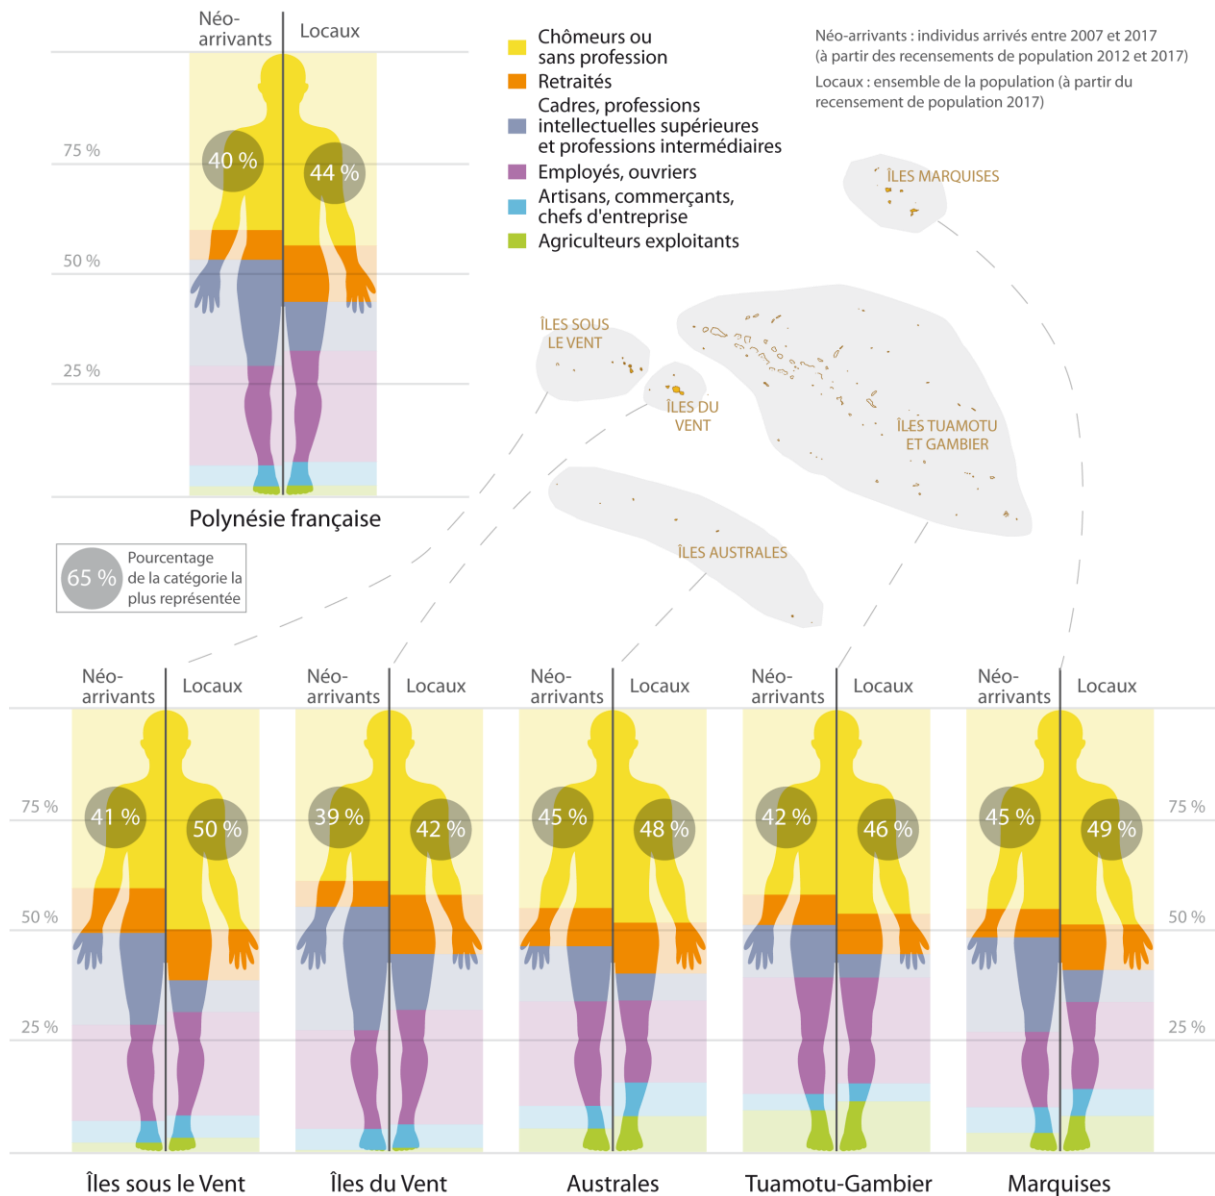 Néo-
arrivants
Locaux
75 %
50 %
25 %
40 %
44 %
Polynésie française
65 %
Pourcentage
de la catégorie la
plus représentée
Chômeurs ou
sans profession
Retraités
Cadres, professions
intellectuelles supérieures
et professions intermédiaires
Employés, ouvriers
Artisans, commerçants,
chefs d'entreprise
Agriculteurs exploitants
Néo-arrivants : individus arrivés entre 2007 et 2017
(à partir des recensements de population 2012 et 2017)
Locaux : ensemble de la population (à partir du
recensement de population 2017)
ÎLES MARQUISES
ÎLES SOUS
LE VENT
ÎLES DU
VENT
ÎLES TUAMOTU
ET GAMBIER
ÎLES AUSTRALES
Néo-
arrivants
Locaux
Néo-
arrivants
Locaux
Néo-
arrivants
Locaux
Néo-
arrivants
Locaux
Néo-
arrivants
Locaux
75 %
41 %
50 %
39 %
42 %
45 %
48 %
42 %
46 %
45 %
49 %
75 %
50 %
50 %
25 %
25 %
Îles sous le Vent
Îles du Vent
Australes
Tuamotu-Gambier
Marquises